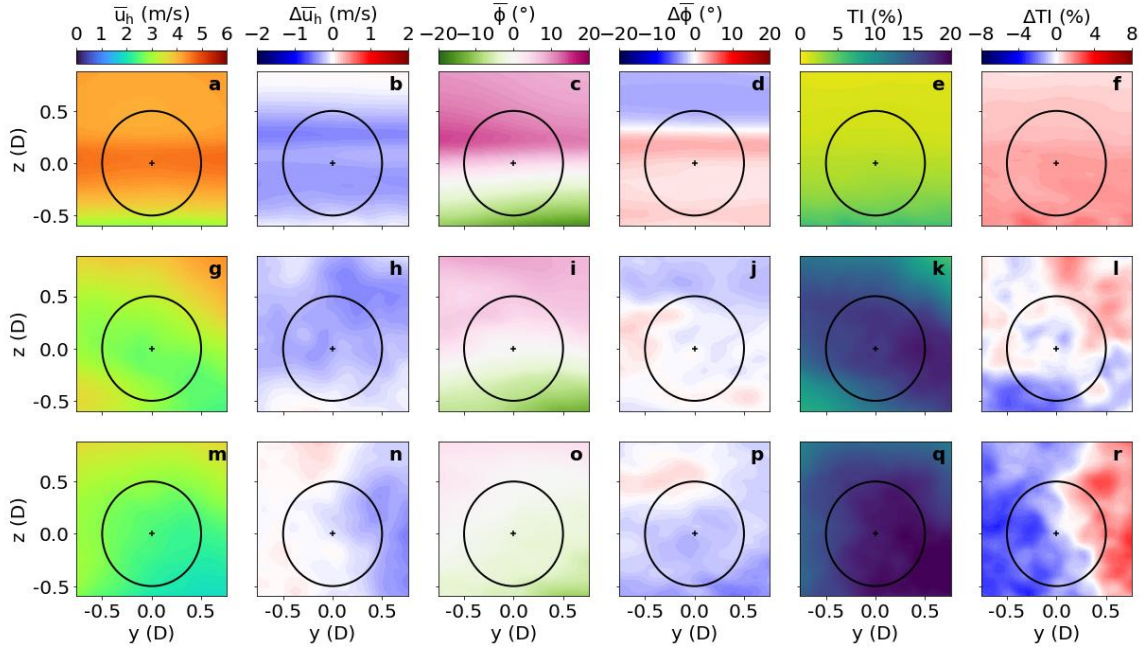 u̅ₕ (m/s) Δu̅ₕ (m/s) ϕ̅ (°) Δϕ̅ (°) TI (%) ΔTI (%)
0 1 2 3 4 5 6 −2 −1 0 1 2 −20 −10 0 10 20 −20 −10 0 10 20 0 5 10 15 20 −8 −4 0 4 8
a b c d e f
z (D) 0.5 0.0 -0.5
g h i j k l
z (D) 0.5 0.0 -0.5
m n o p q r
z (D) 0.5 0.0 -0.5
-0.5 0.0 0.5 -0.5 0.0 0.5 -0.5 0.0 0.5 -0.5 0.0 0.5 -0.5 0.0 0.5 -0.5 0.0 0.5
y (D) y (D) y (D) y (D) y (D) y (D)